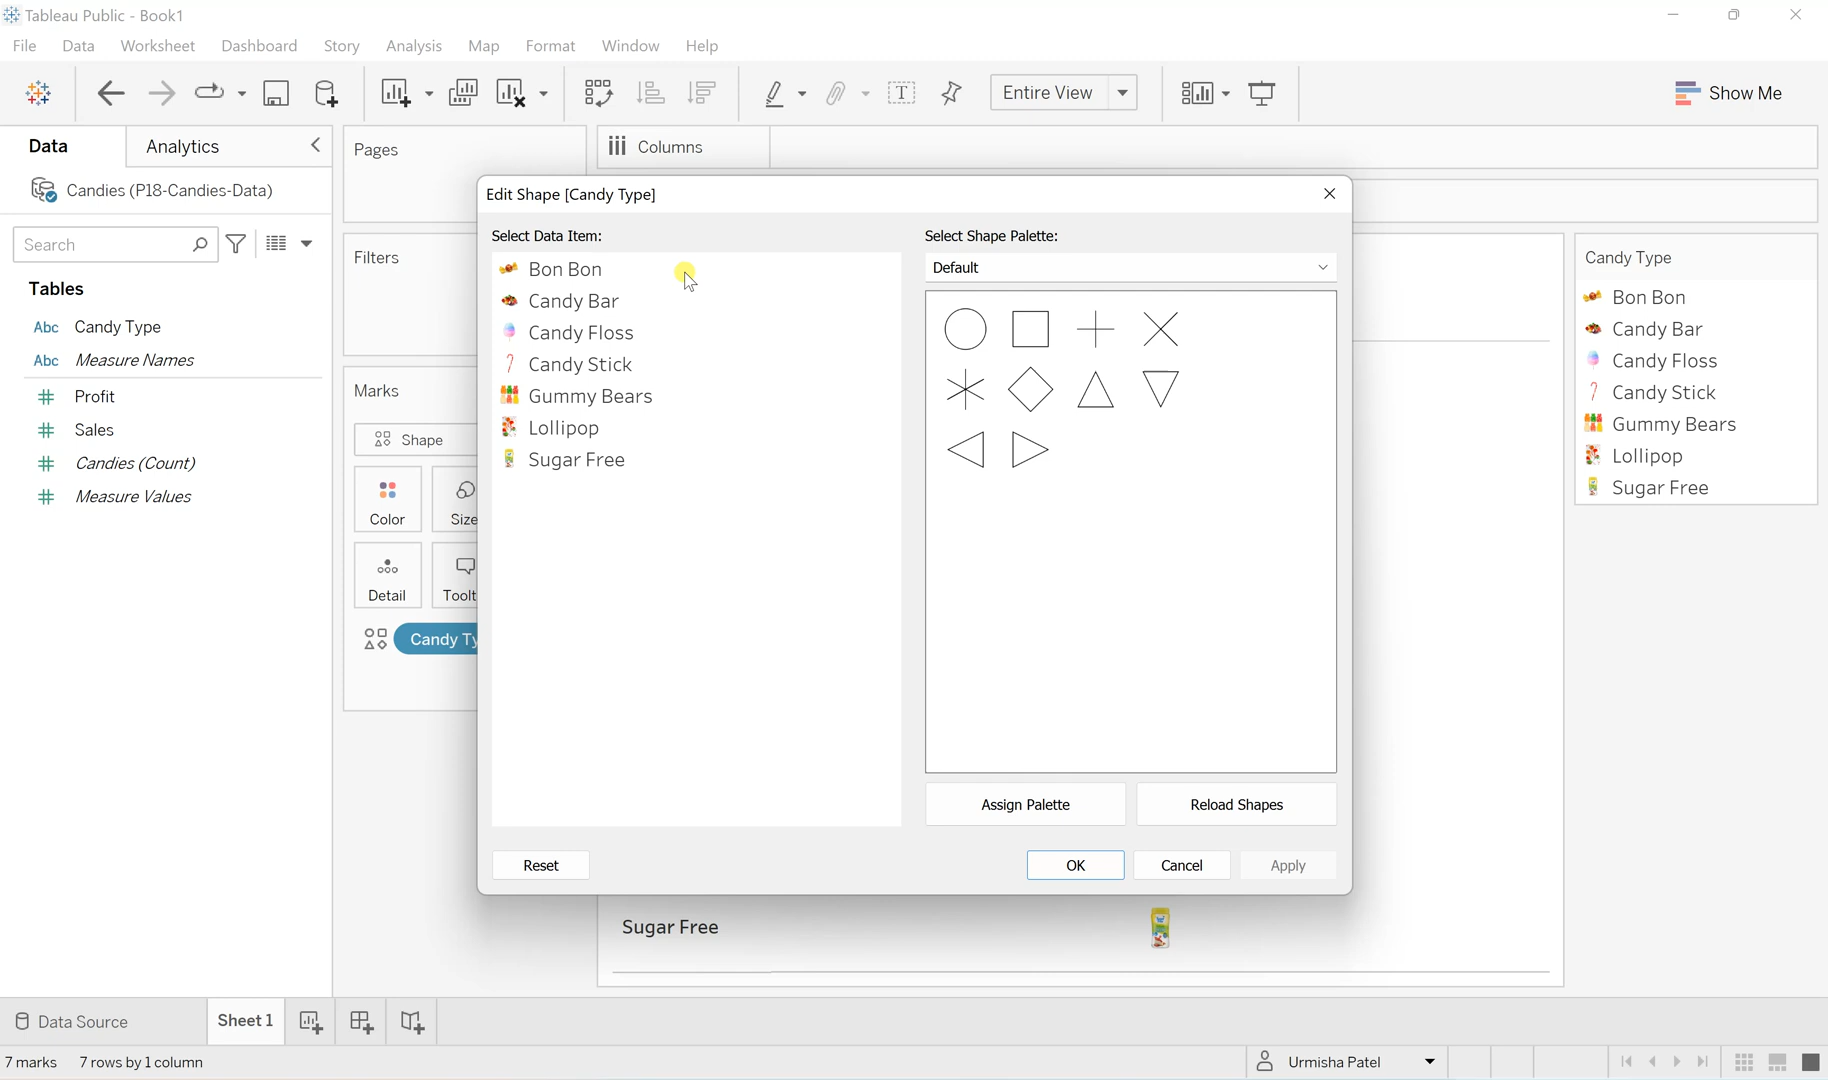 Tableau Public - Book1
File Data Worksheet Dashboard Story Analysis Map Format Window Help
Entire View
Show Me
Data Analytics
Candies (P18-Candies-Data)
Search
Tables
Abc Candy Type
Abc Measure Names
Profit
Sales
Candies (Count)
Measure Values
Pages
Filters
Marks
Shape
Color Size
Detail Toolt
Candy Ty
Columns
Edit Shape [Candy Type]
Select Data Item:
Bon Bon
Candy Bar
Candy Floss
Candy Stick
Gummy Bears
Lollipop
Sugar Free
Select Shape Palette:
Default
Assign Palette Reload Shapes
Reset OK Cancel Apply
Sugar Free
Candy Type
Bon Bon
Candy Bar
Candy Floss
Candy Stick
Gummy Bears
Lollipop
Sugar Free
Data Source Sheet 1
7 marks 7 rows by 1 column
Urmisha Patel